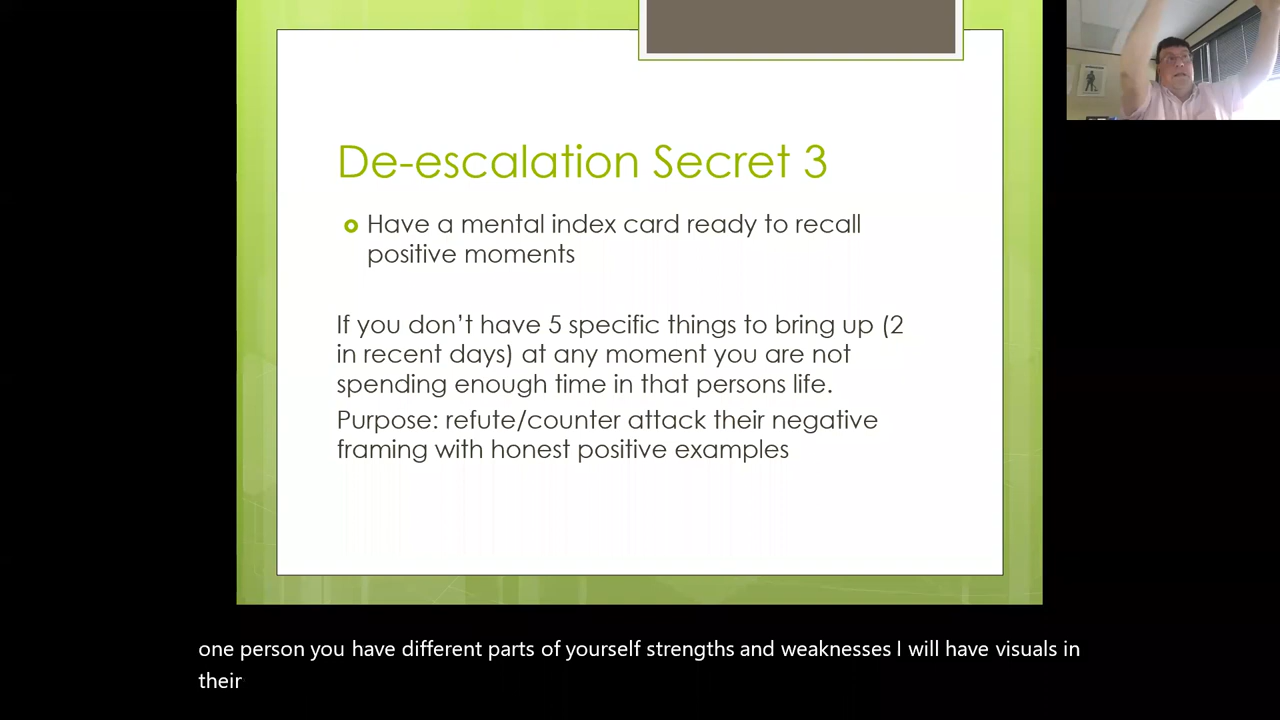 De-escalation Secret 3
Have a mental index card ready to recall
positive moments
If you don’t have 5 specific things to bring up (2
in recent days) at any moment you are not
spending enough time in that persons life.
Purpose: refute/counter attack their negative
framing with honest positive examples
one person you have different parts of yourself strengths and weaknesses I will have visuals in
their